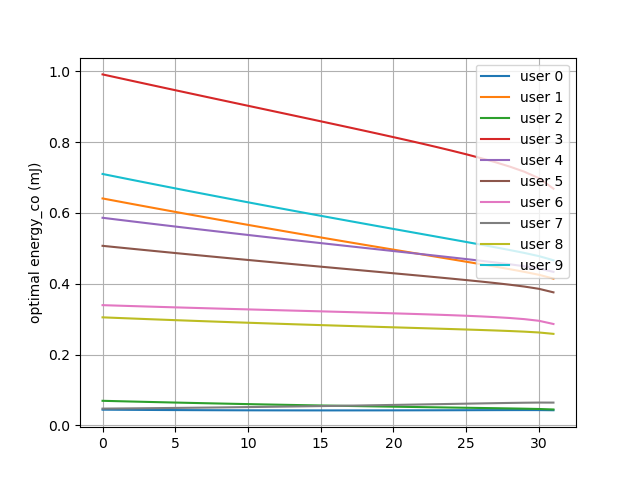 optimal energy_co (mJ)
1.0
0.8
0.6
0.4
0.2
0.0
0 5 10 15 20 25 30
user 0
user 1
user 2
user 3
user 4
user 5
user 6
user 7
user 8
user 9